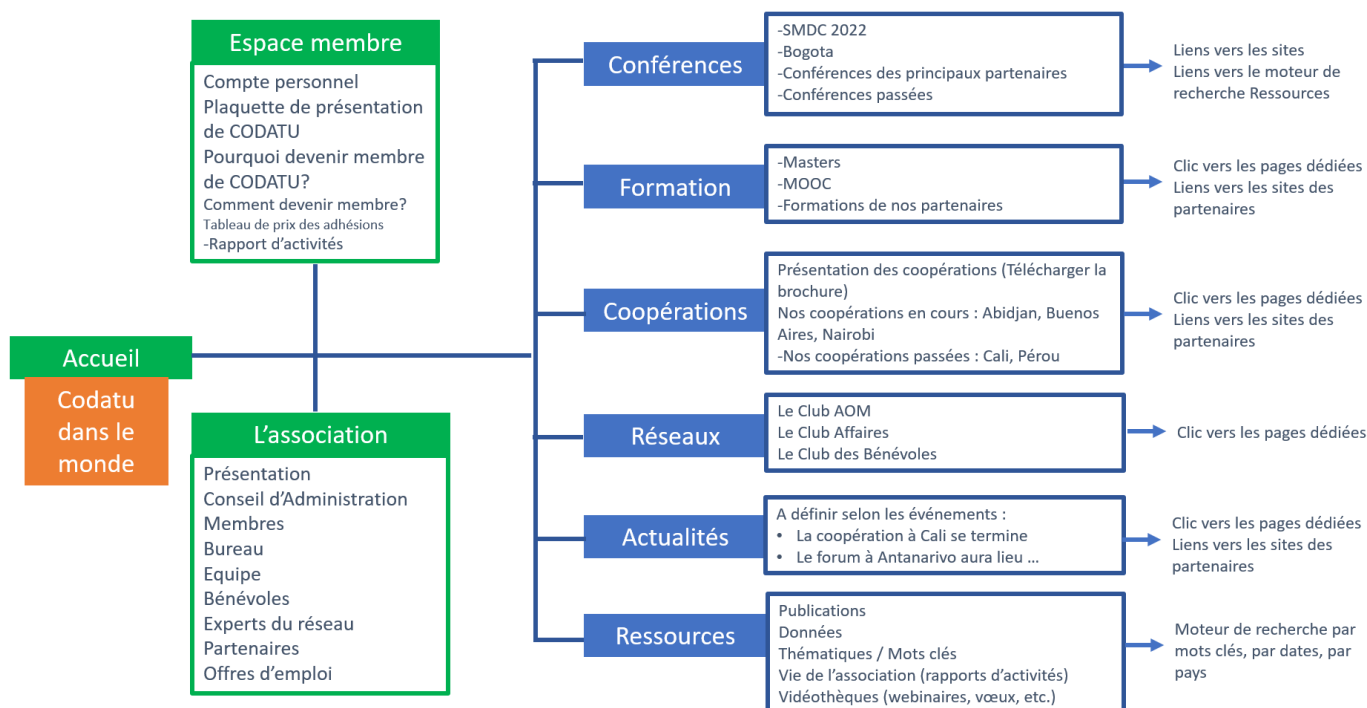 Espace membre
Compte personnel
Plaquette de présentation
de CODATU
Pourquoi devenir membre
de CODATU?
Comment devenir membre?
Tableau de prix des adhésions
-Rapport d’activités
Accueil
Codatu
dans le
monde
L’association
Présentation
Conseil d’Administration
Membres
Bureau
Equipe
Bénévoles
Experts du réseau
Partenaires
Offres d’emploi
Conférences
-SMDC 2022
-Bogota
-Conférences des principaux partenaires
-Conférences passées
Liens vers les sites
Liens vers le moteur de
recherche Ressources
Formation
-Masters
-MOOC
-Formations de nos partenaires
Clic vers les pages dédiées
Liens vers les sites des
partenaires
Coopérations
Présentation des coopérations (Télécharger la
brochure)
Nos coopérations en cours : Abidjan, Buenos
Aires, Nairobi
-Nos coopérations passées : Cali, Pérou
Clic vers les pages dédiées
Liens vers les sites des
partenaires
Réseaux
Le Club AOM
Le Club Affaires
Le Club des Bénévoles
Clic vers les pages dédiées
Actualités
A définir selon les événements :
• La coopération à Cali se termine
• Le forum à Antanarivo aura lieu ...
Clic vers les pages dédiées
Liens vers les sites des
partenaires
Ressources
Publications
Données
Thématiques / Mots clés
Vie de l’association (rapports d’activités)
Vidéothèques (webinaires, vœux, etc.)
Moteur de recherche par
mots clés, par dates, par
pays